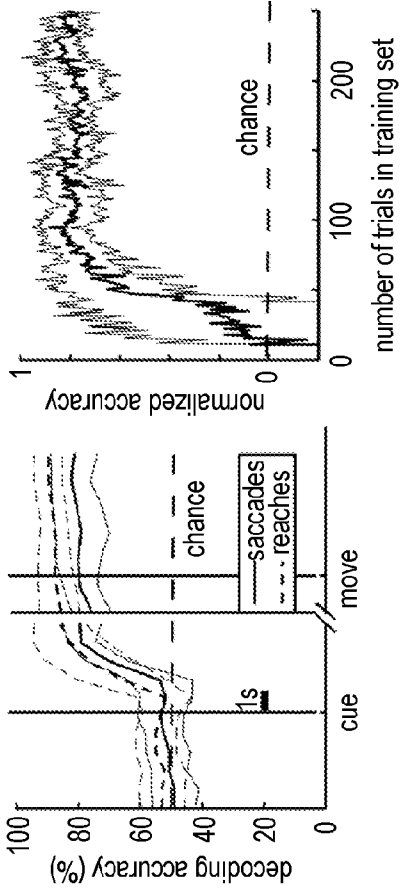 decoding accuracy (%)
100
80
60
40
20
0
chance
saccades
reaches
1s
cue
move
normalized accuracy
1
0
chance
0
100
200
number of trials in training set